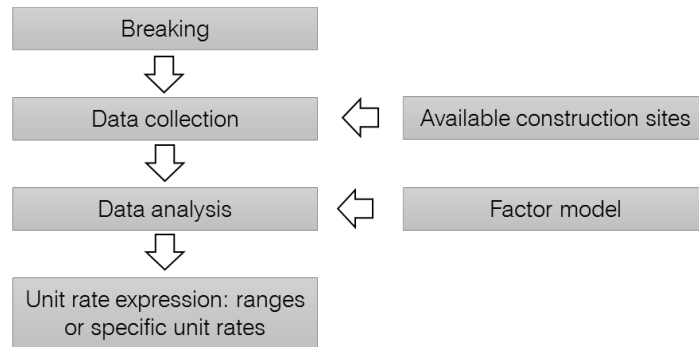 Breaking
Data collection
Available construction sites
Data analysis
Factor model
Unit rate expression: ranges
or specific unit rates